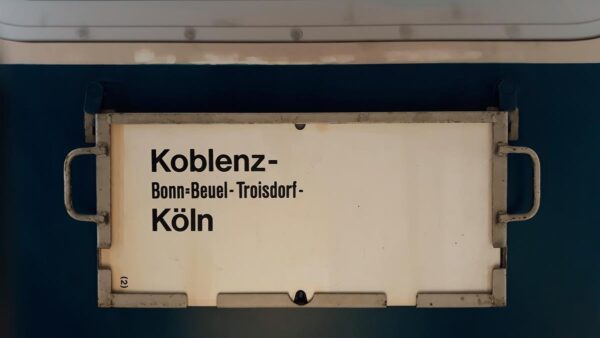 Koblenz-
Bonn=Beuel- Troisdorf-
Köln
(2)